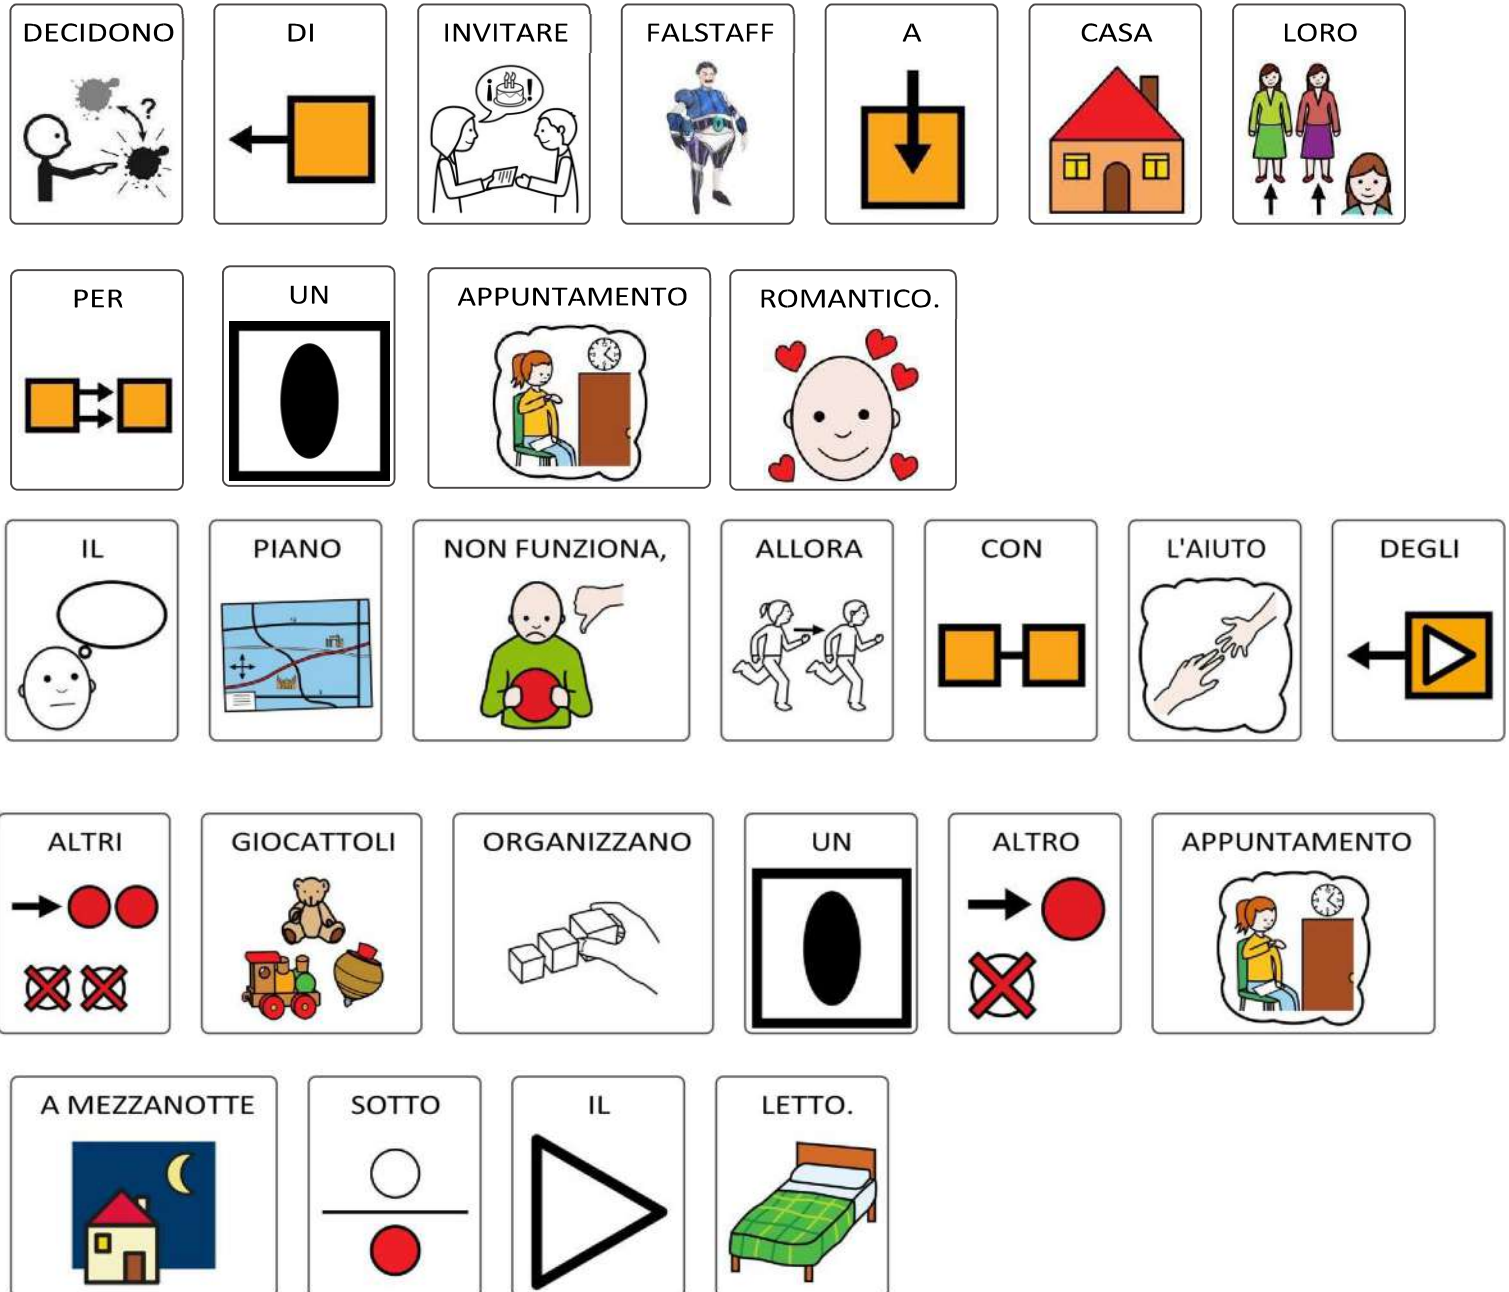 DECIDONO DI INVITARE FALSTAFF A CASA LORO
PER UN APPUNTAMENTO ROMANTICO.
IL PIANO NON FUNZIONA, ALLORA CON L'AIUTO DEGLI
ALTRI GIOCATTOLI ORGANIZZANO UN ALTRO APPUNTAMENTO
A MEZZANOTTE SOTTO IL LETTO.